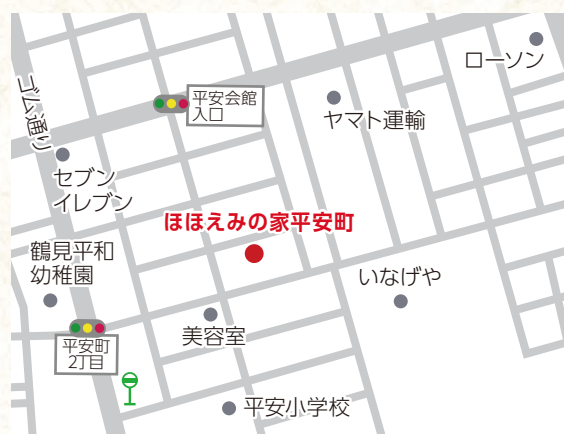 ローソン
ゴム通り
平安会館
入口
ヤマト運輸
セブン
イレブン
ほほえみの家平安町
鶴見平和
幼稚園
いなげや
美容室
平安町
2丁目
平安小学校